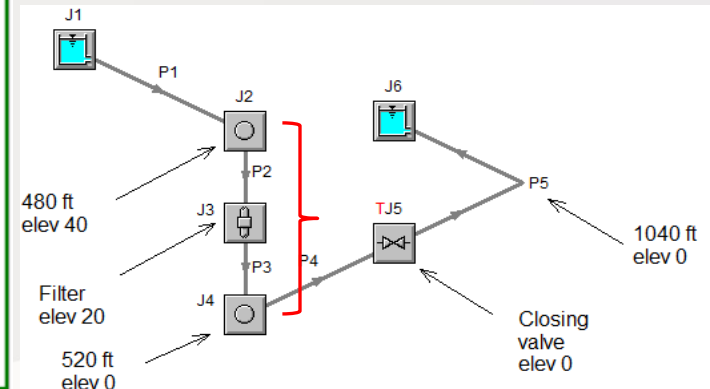 J1
P1
J2
J6
P2
P5
480 ft
elev 40
J3
TJ5
1040 ft
elev 0
P3
P4
Filter
elev 20
J4
Closing
valve
elev 0
520 ft
elev 0